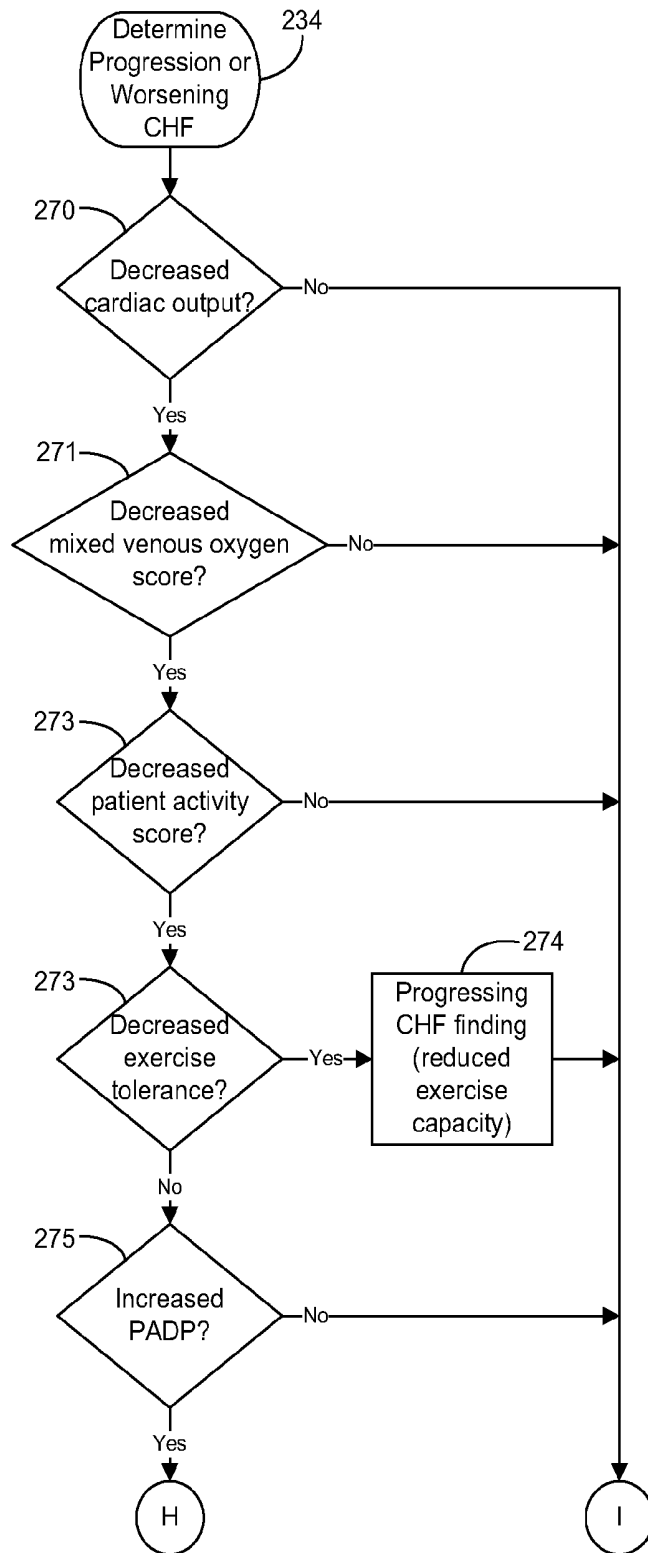 234
Determine
Progression or
Worsening
CHF
270
Decreased
cardiac output?
No
Yes
271
Decreased
mixed venous oxygen
score?
No
Yes
273
Decreased
patient activity
score?
No
Yes
273
Decreased
exercise
tolerance?
Yes
274
Progressing
CHF finding
(reduced
exercise
capacity)
No
275
Increased
PADP?
No
Yes
H
I